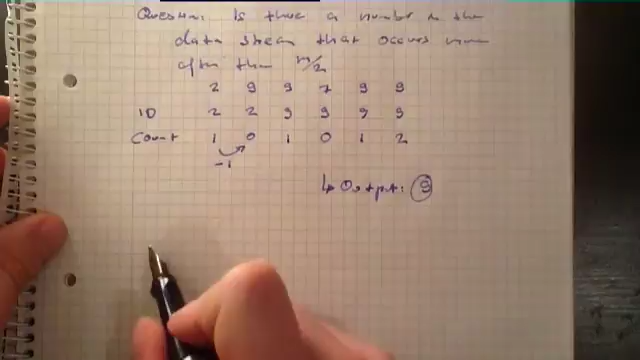 Question: Is there a number in the
data stream that occurs more
often than n/2
2 9 9 7 9 9
ID 2 2 9 9 9 9
Count 1 0 1 0 1 2
-1
↳ Output: 9